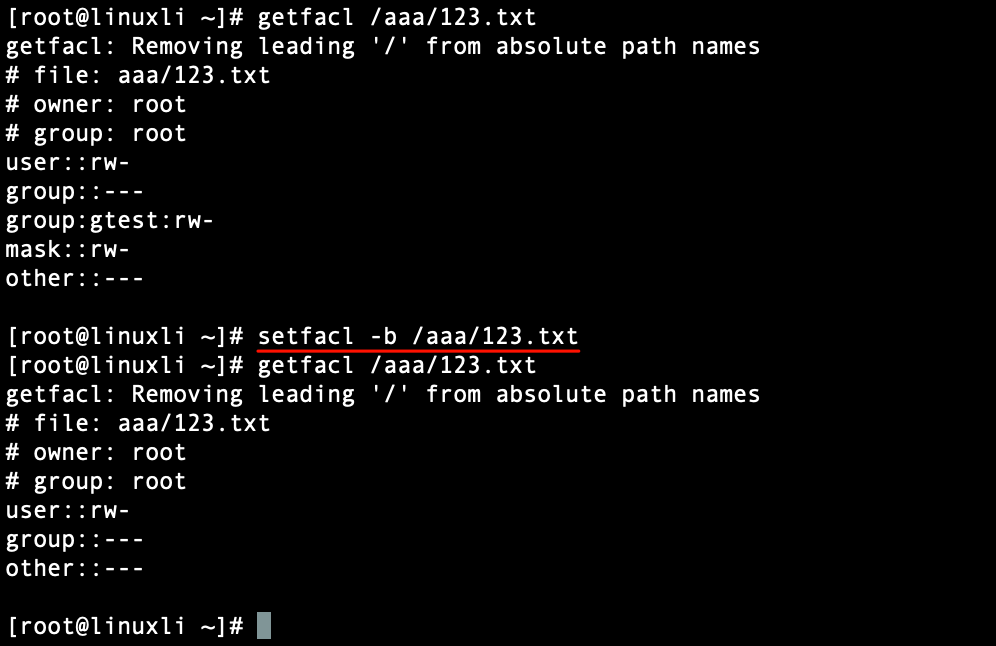 [root@linuxli ~]# getfacl /aaa/123.txt
getfacl: Removing leading '/' from absolute path names
# file: aaa/123.txt
# owner: root
# group: root
user::rw-
group::---
group:gtest:rw-
mask::rw-
other::---
[root@linuxli ~]# setfacl -b /aaa/123.txt
[root@linuxli ~]# getfacl /aaa/123.txt
getfacl: Removing leading '/' from absolute path names
# file: aaa/123.txt
# owner: root
# group: root
user::rw-
group::---
other::---
[root@linuxli ~]#